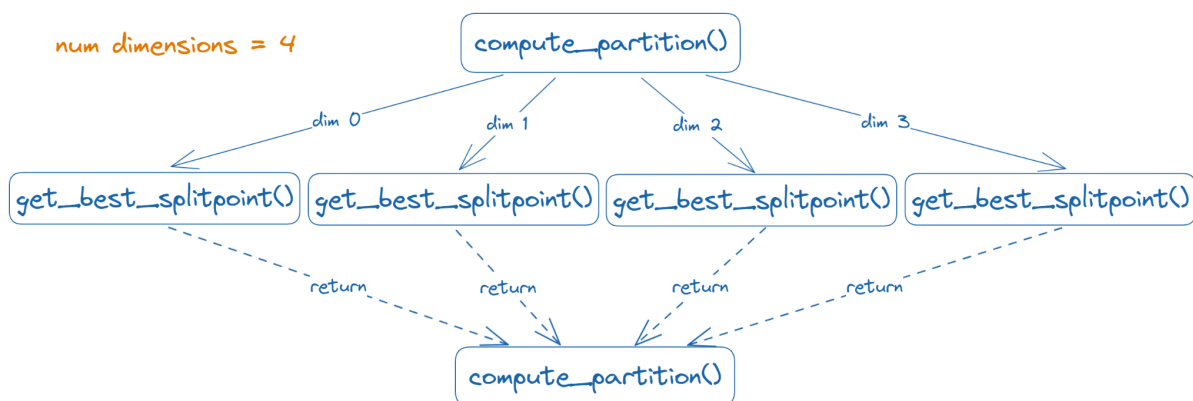 num dimensions = 4
compute_partition()
dim 0
dim 1
dim 2
dim 3
get_best_splitpoint()
get_best_splitpoint()
get_best_splitpoint()
get_best_splitpoint()
return
return
return
return
compute_partition()